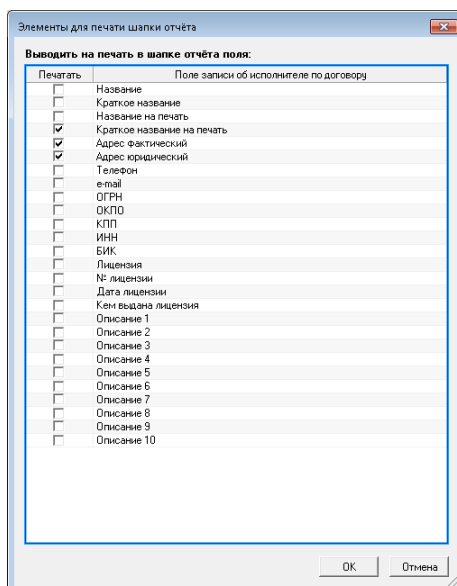 Элементы для печати шапки отчёта
Выводить на печать в шапке отчёта поля:
Печатать Поле записи об исполнителе по договору
Название
Краткое название
Название на печать
Краткое название на печать
Адрес фактический
Адрес юридический
Телефон
e-mail
ОГРН
ОКПО
КПП
ИНН
БИК
Лицензия
№ лицензии
Дата лицензии
Кем выдана лицензия
Описание 1
Описание 2
Описание 3
Описание 4
Описание 5
Описание 6
Описание 7
Описание 8
Описание 9
Описание 10
ОК Отмена